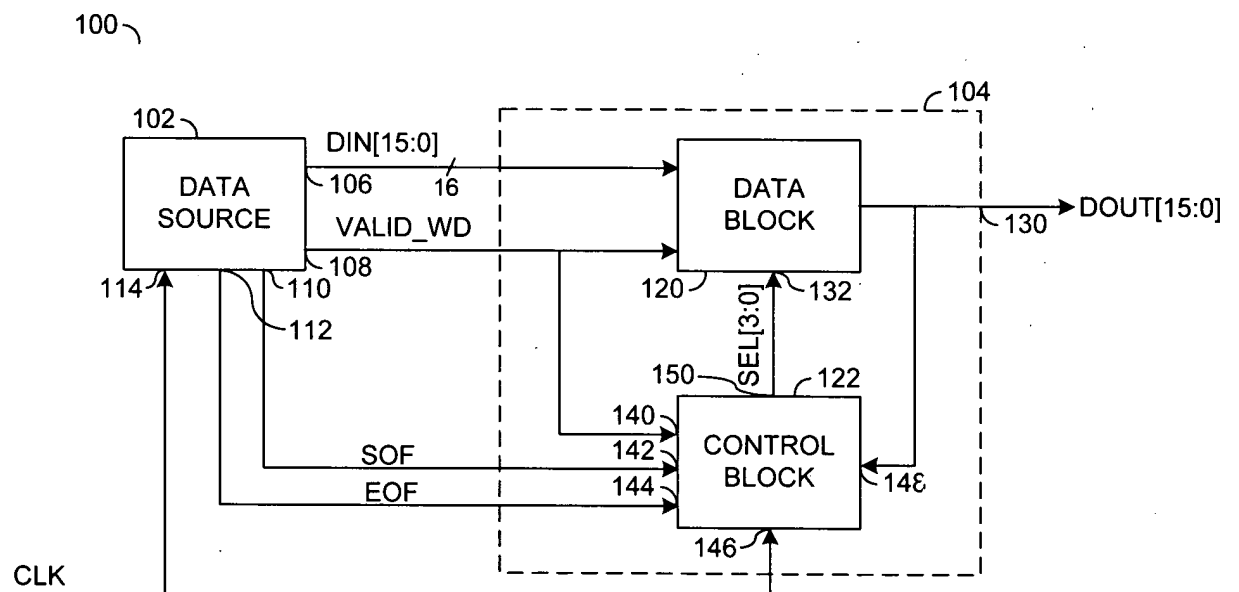 100
104
102
DIN[15:0]
106
16
DATA
SOURCE
VALID_WD
108
114
110
112
DATA
BLOCK
120
132
130
DOUT[15:0]
SEL[3:0]
150
122
140
142
144
SOF
EOF
CONTROL
BLOCK
148
146
CLK